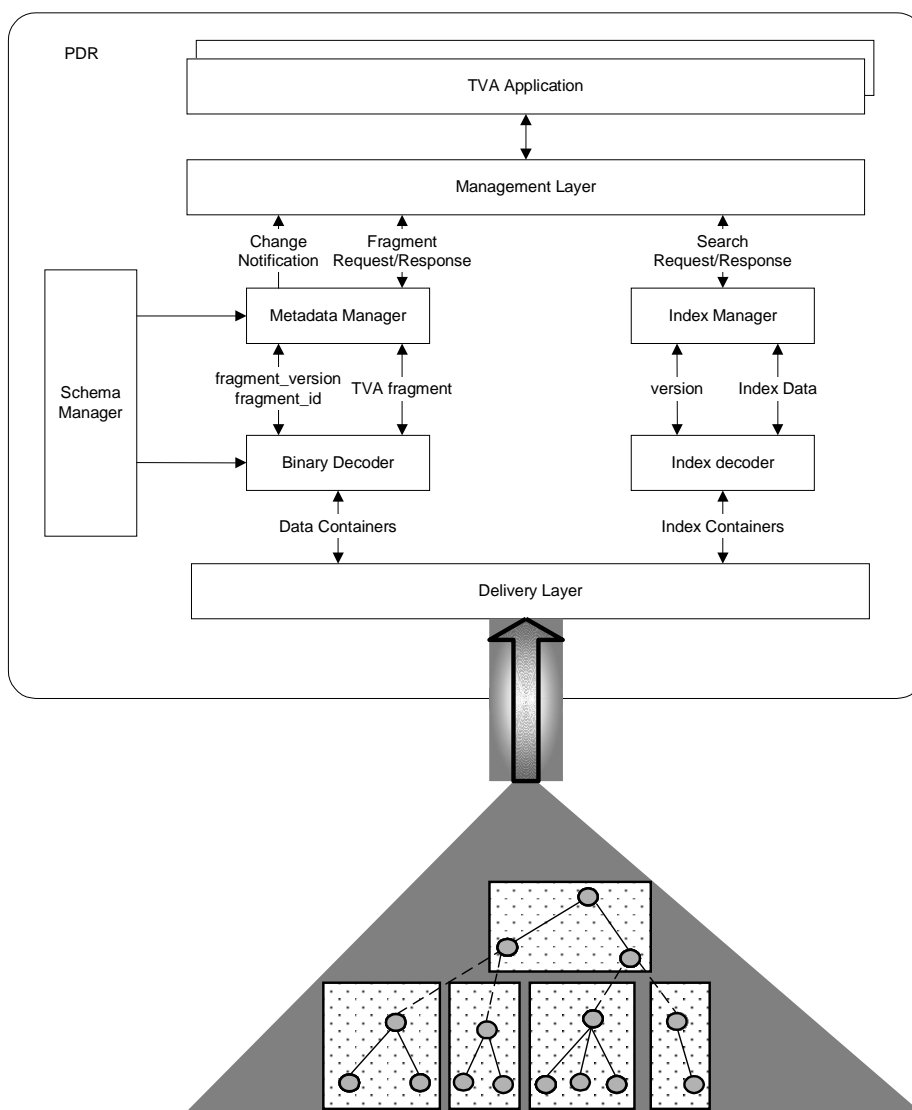 PDR
TVA Application
Management Layer
Change
Notification
Fragment
Request/Response
Search
Request/Response
Metadata Manager
Index Manager
Schema
Manager
fragment_version
fragment_id
TVA fragment
version
Index Data
Binary Decoder
Index decoder
Data Containers
Index Containers
Delivery Layer